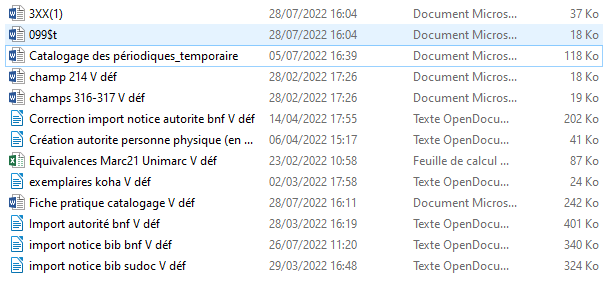 3XX(1) 28/07/2022 16:04 Document Micros... 37 Ko
099$t 28/07/2022 16:04 Document Micros... 18 Ko
Catalogage des périodiques_temporaire 05/07/2022 16:39 Document Micros... 118 Ko
champ 214 V déf 28/02/2022 17:26 Document Micros... 18 Ko
champs 316-317 V déf 28/02/2022 17:26 Document Micros... 19 Ko
Correction import notice autorite bnf V déf 14/04/2022 17:55 Texte OpenDocu... 202 Ko
Création autorite personne physique (en ... 06/04/2022 15:17 Texte OpenDocu... 41 Ko
Equivalences Marc21 Unimarc V déf 23/02/2022 10:58 Feuille de calcul ... 87 Ko
exemplaires koha V déf 02/03/2022 17:58 Texte OpenDocu... 24 Ko
Fiche pratique catalogage V déf 28/07/2022 16:11 Document Micros... 242 Ko
Import autorité bnf V déf 28/03/2022 16:19 Texte OpenDocu... 401 Ko
import notice bib bnf V déf 26/07/2022 11:20 Texte OpenDocu... 340 Ko
import notice bib sudoc V déf 29/03/2022 16:48 Texte OpenDocu... 324 Ko